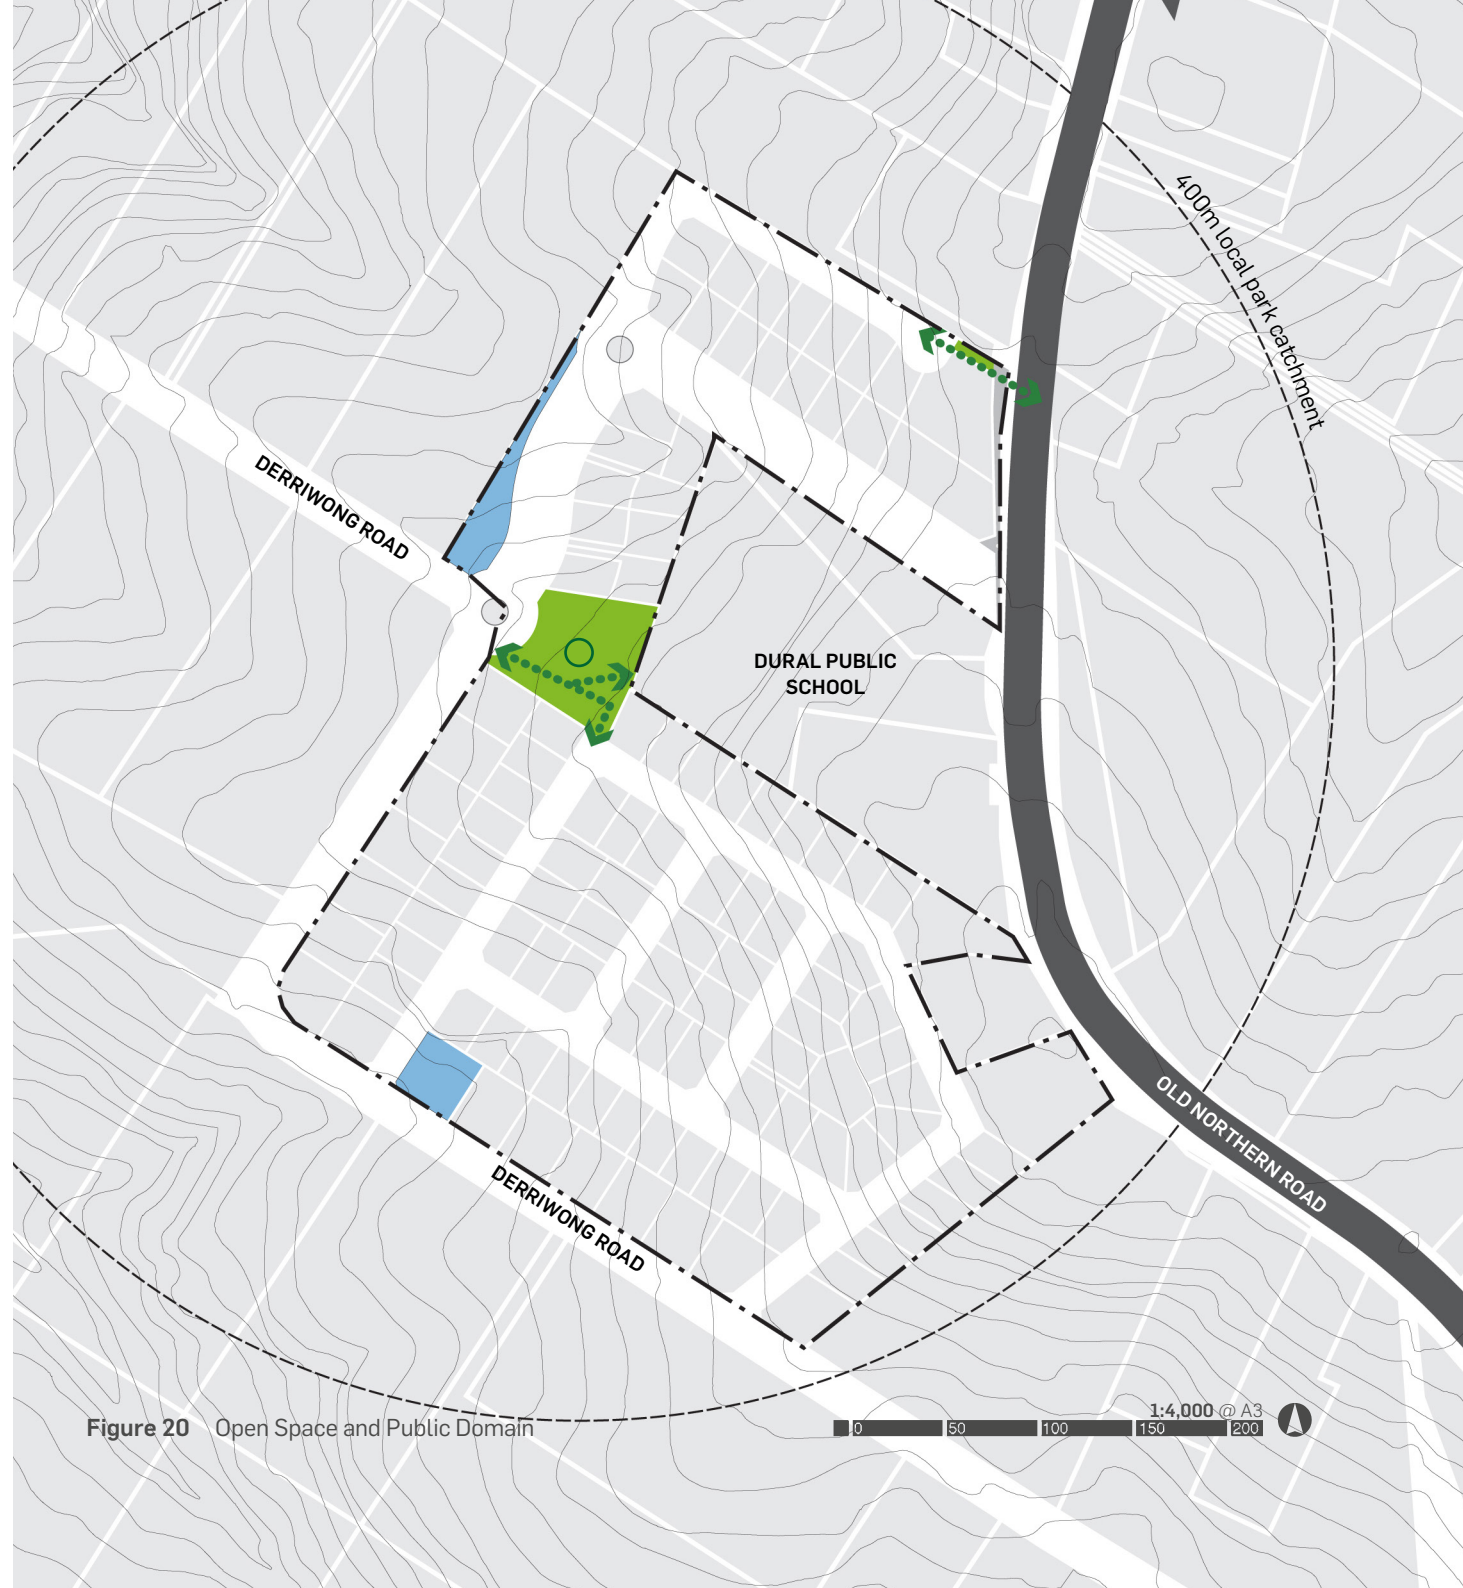 400m local park catchment
DERRIWONG ROAD
DURAL PUBLIC
SCHOOL
OLD NORTHERN ROAD
DERRIWONG ROAD
Figure 20 Open Space and Public Domain
1:4,000 @ A3
0 50 100 150 200